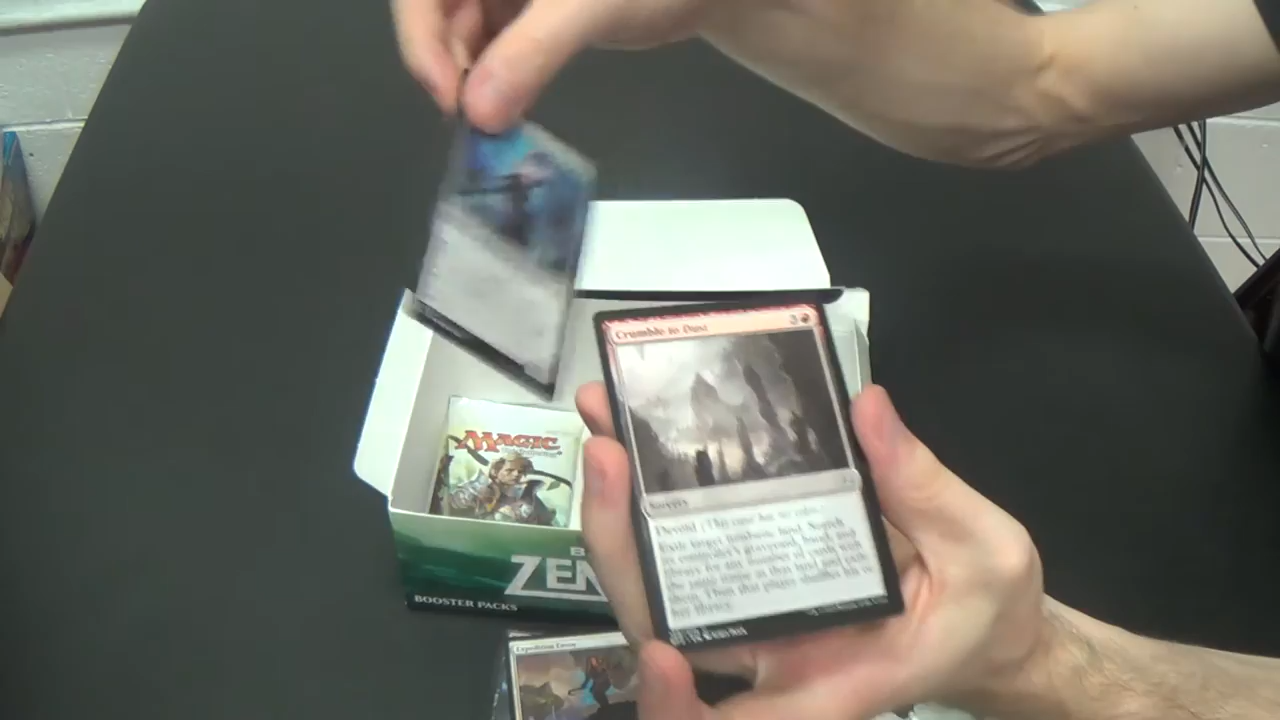 Crumble to Dust
3
Sorcery
Devoid (This card has no color.)
Exile target nonbasic land. Search
its controller's graveyard, hand, and
library for any number of cards with
the same name as that land and exile
them. Then that player shuffles his or
her library.
MAGIC
B
ZEN
BOOSTER PACKS
Expedition Envoy